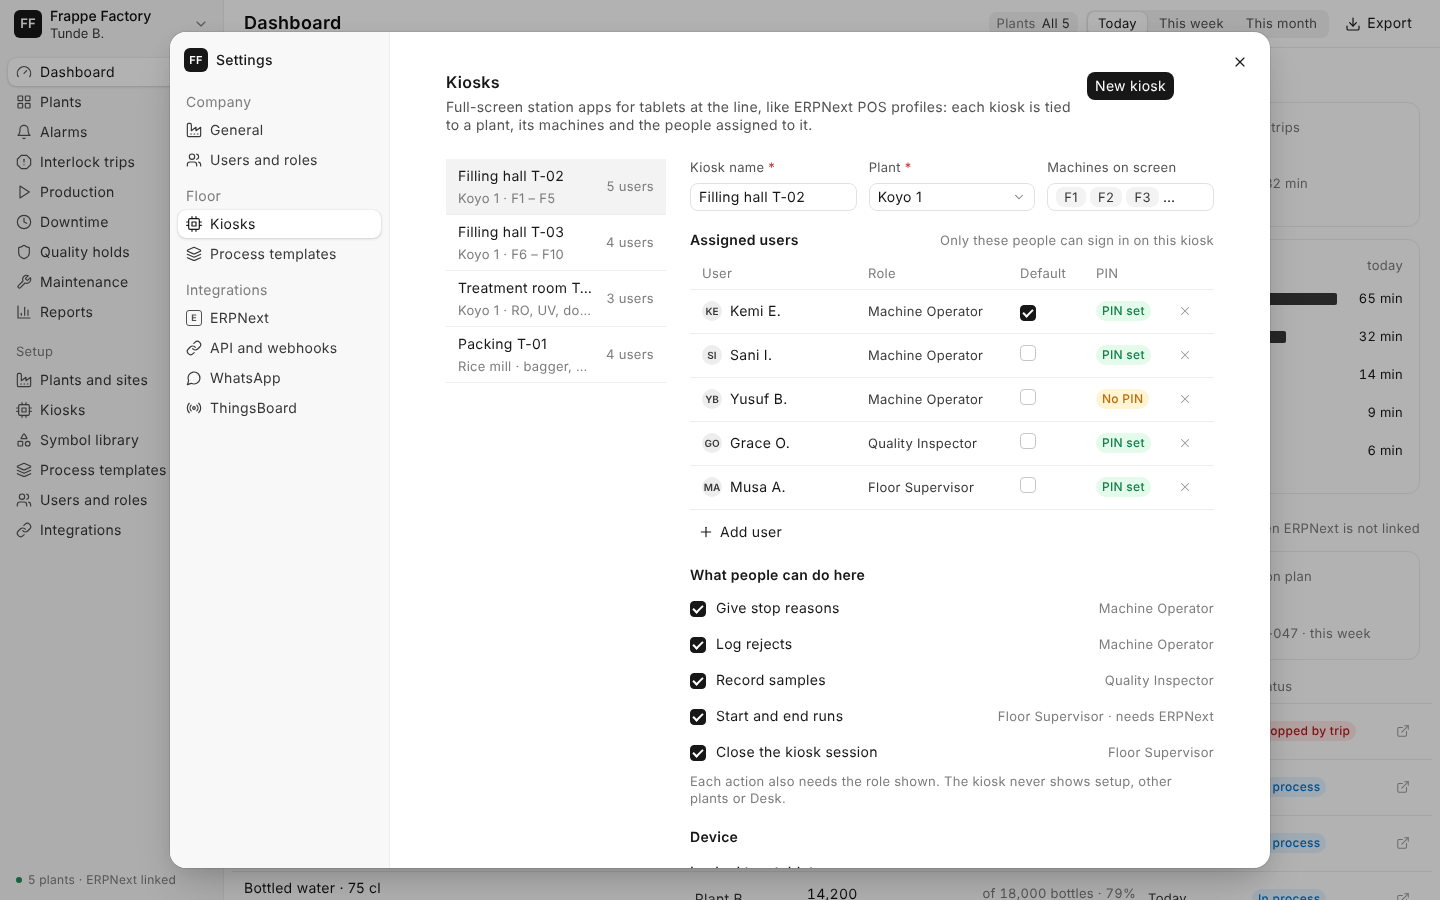 FF
Frappe Factory
Tunde B.
Dashboard
Plants All 5
Today
This week
This month
Export
Dashboard
Plants
Alarms
Interlock trips
Production
Downtime
Quality holds
Maintenance
Reports
Setup
Plants and sites
Kiosks
Symbol library
Process templates
Users and roles
Integrations
5 plants · ERPNext linked
FF Settings
Company
General
Users and roles
Floor
Kiosks
Process templates
Integrations
E ERPNext
API and webhooks
WhatsApp
ThingsBoard
Kiosks
Full-screen station apps for tablets at the line, like ERPNext POS profiles: each kiosk is tied
to a plant, its machines and the people assigned to it.
New kiosk
Filling hall T-02
Koyo 1 · F1 – F5
5 users
Filling hall T-03
Koyo 1 · F6 – F10
4 users
Treatment room T...
Koyo 1 · RO, UV, do...
3 users
Packing T-01
Rice mill · bagger, ...
4 users
Kiosk name *
Plant *
Machines on screen
Filling hall T-02
Koyo 1
F1 F2 F3 ...
Assigned users
Only these people can sign in on this kiosk
User Role Default PIN
KE Kemi E. Machine Operator PIN set
SI Sani I. Machine Operator PIN set
YB Yusuf B. Machine Operator No PIN
GO Grace O. Quality Inspector PIN set
MA Musa A. Floor Supervisor PIN set
Add user
What people can do here
Give stop reasons Machine Operator
Log rejects Machine Operator
Record samples Quality Inspector
Start and end runs Floor Supervisor · needs ERPNext
Close the kiosk session Floor Supervisor
Each action also needs the role shown. The kiosk never shows setup, other
plants or Desk.
Device
trips
32 min
today
65 min
32 min
14 min
9 min
6 min
en ERPNext is not linked
on plan
-047 · this week
atus
opped by trip
process
process
Bottled water · 75 cl
Plant B
14,200
of 18,000 bottles · 79%
Today
In process